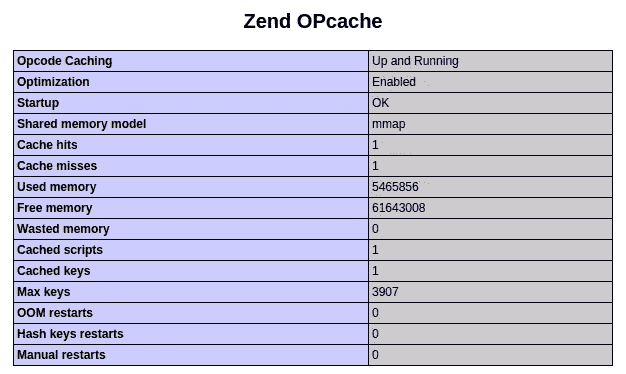 Zend OPcache
Opcode Caching Up and Running
Optimization Enabled
Startup OK
Shared memory model mmap
Cache hits 1
Cache misses 1
Used memory 5465856
Free memory 61643008
Wasted memory 0
Cached scripts 1
Cached keys 1
Max keys 3907
OOM restarts 0
Hash keys restarts 0
Manual restarts 0